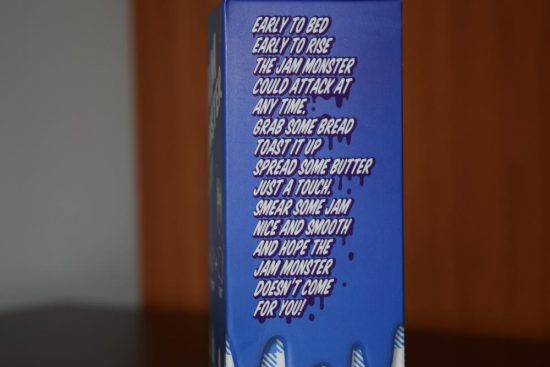 EARLY TO BED
EARLY TO RISE
THE JAM MONSTER
COULD ATTACK AT
ANY TIME.
GRAB SOME BREAD
TOAST IT UP
SPREAD SOME BUTTER
JUST A TOUCH.
SMEAR SOME JAM
NICE AND SMOOTH
AND HOPE THE
JAM MONSTER
DOESN'T COME
FOR YOU!